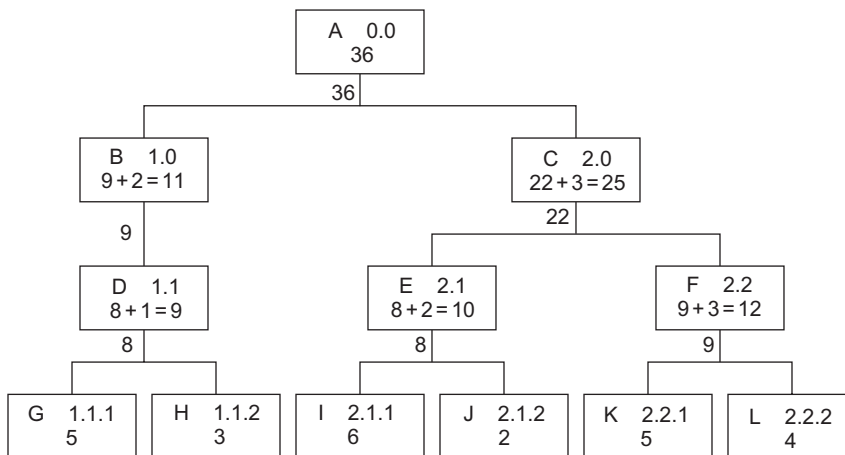 A 0.0
36
36
B 1.0
9+2=11
C 2.0
22+3=25
9
22
D 1.1
8+1=9
E 2.1
8+2=10
F 2.2
9+3=12
8
8
9
G 1.1.1
5
H 1.1.2
3
I 2.1.1
6
J 2.1.2
2
K 2.2.1
5
L 2.2.2
4